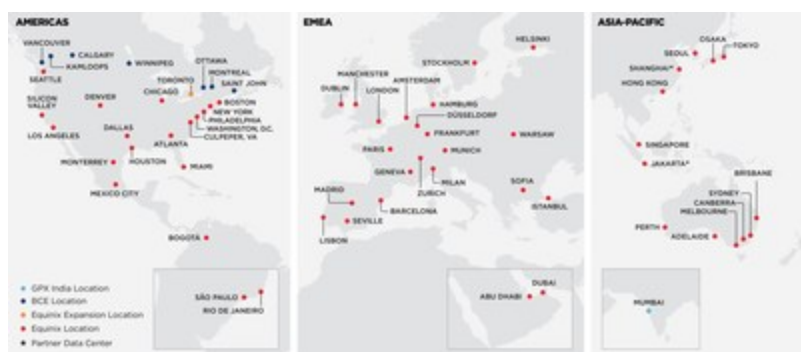 AMERICAS
VANCOUVER
CALGARY
KAMLOOPS
WINNIPEG
OTTAWA
MONTREAL
SEATTLE
TORONTO
SAINT JOHN
CHICAGO
SILICON
VALLEY
DENVER
BOSTON
NEW YORK
PHILADELPHIA
WASHINGTON, D.C.
CULPEPER, VA
LOS ANGELES
DALLAS
ATLANTA
MONTERREY
HOUSTON
MIAMI
MEXICO CITY
BOGOTÁ
SÃO PAULO
RIO DE JANEIRO
GPX India Location
BCE Location
Equinix Expansion Location
Equinix Location
Partner Data Center
EMEA
HELSINKI
STOCKHOLM
MANCHESTER
AMSTERDAM
DUBLIN
LONDON
HAMBURG
DÜSSELDORF
FRANKFURT
WARSAW
PARIS
MUNICH
GENEVA
MILAN
ZURICH
SOFIA
MADRID
ISTANBUL
BARCELONA
SEVILLE
LISBON
DUBAI
ABU DHABI
ASIA-PACIFIC
OSAKA
SEOUL
TOKYO
SHANGHAI*
HONG KONG
SINGAPORE
JAKARTA*
BRISBANE
SYDNEY
CANBERRA
MELBOURNE
PERTH
ADELAIDE
MUMBAI